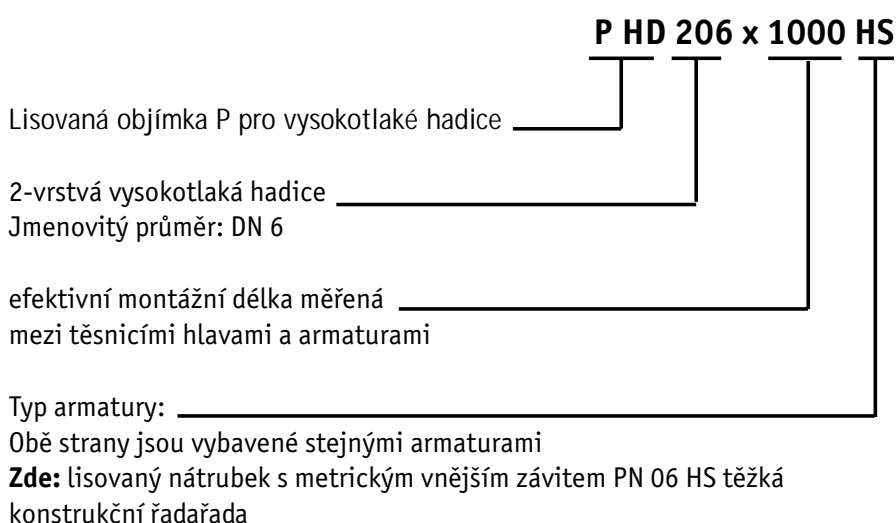 P HD 206 x 1000 HS
Lisovaná objímka P pro vysokotlaké hadice
2-vrstvá vysokotlaká hadice
Jmenovitý průměr: DN 6
efektivní montážní délka měřená
mezi těsnicími hlavami a armaturami
Typ armatury:
Obě strany jsou vybavené stejnými armaturami
Zde: lisovaný nátrubek s metrickým vnějším závitem PN 06 HS těžká
konstrukční řadařada